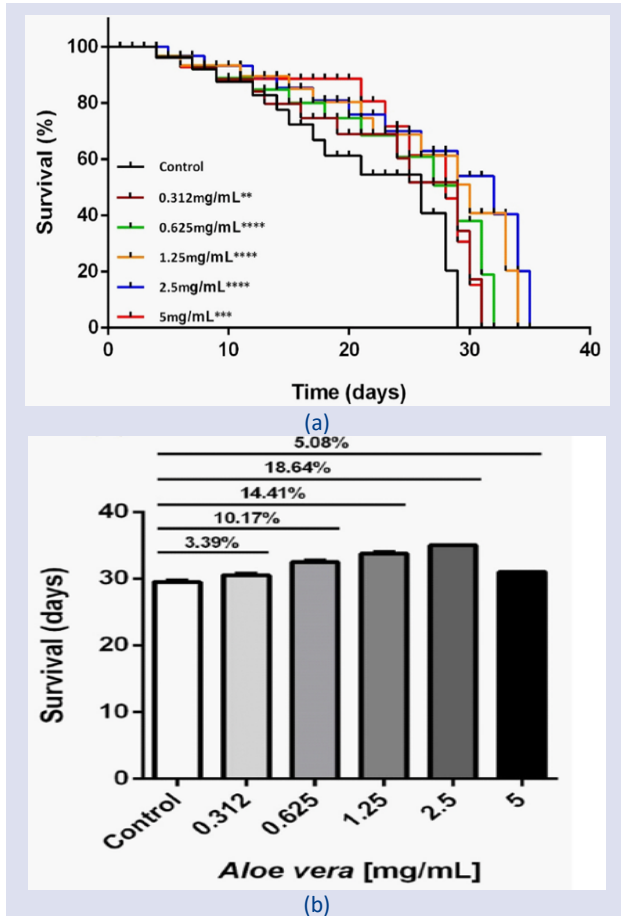 100
80
60
40
20
0
Survival (%)
Control
0.312mg/mL**
0.625mg/mL****
1.25mg/mL****
2.5mg/mL****
5mg/mL***
0 10 20 30 40
Time (days)
(a)
5.08%
18.64%
14.41%
10.17%
3.39%
40
30
20
10
0
Survival (days)
Control 0.312 0.625 1.25 2.5 5
Aloe vera [mg/mL]
(b)